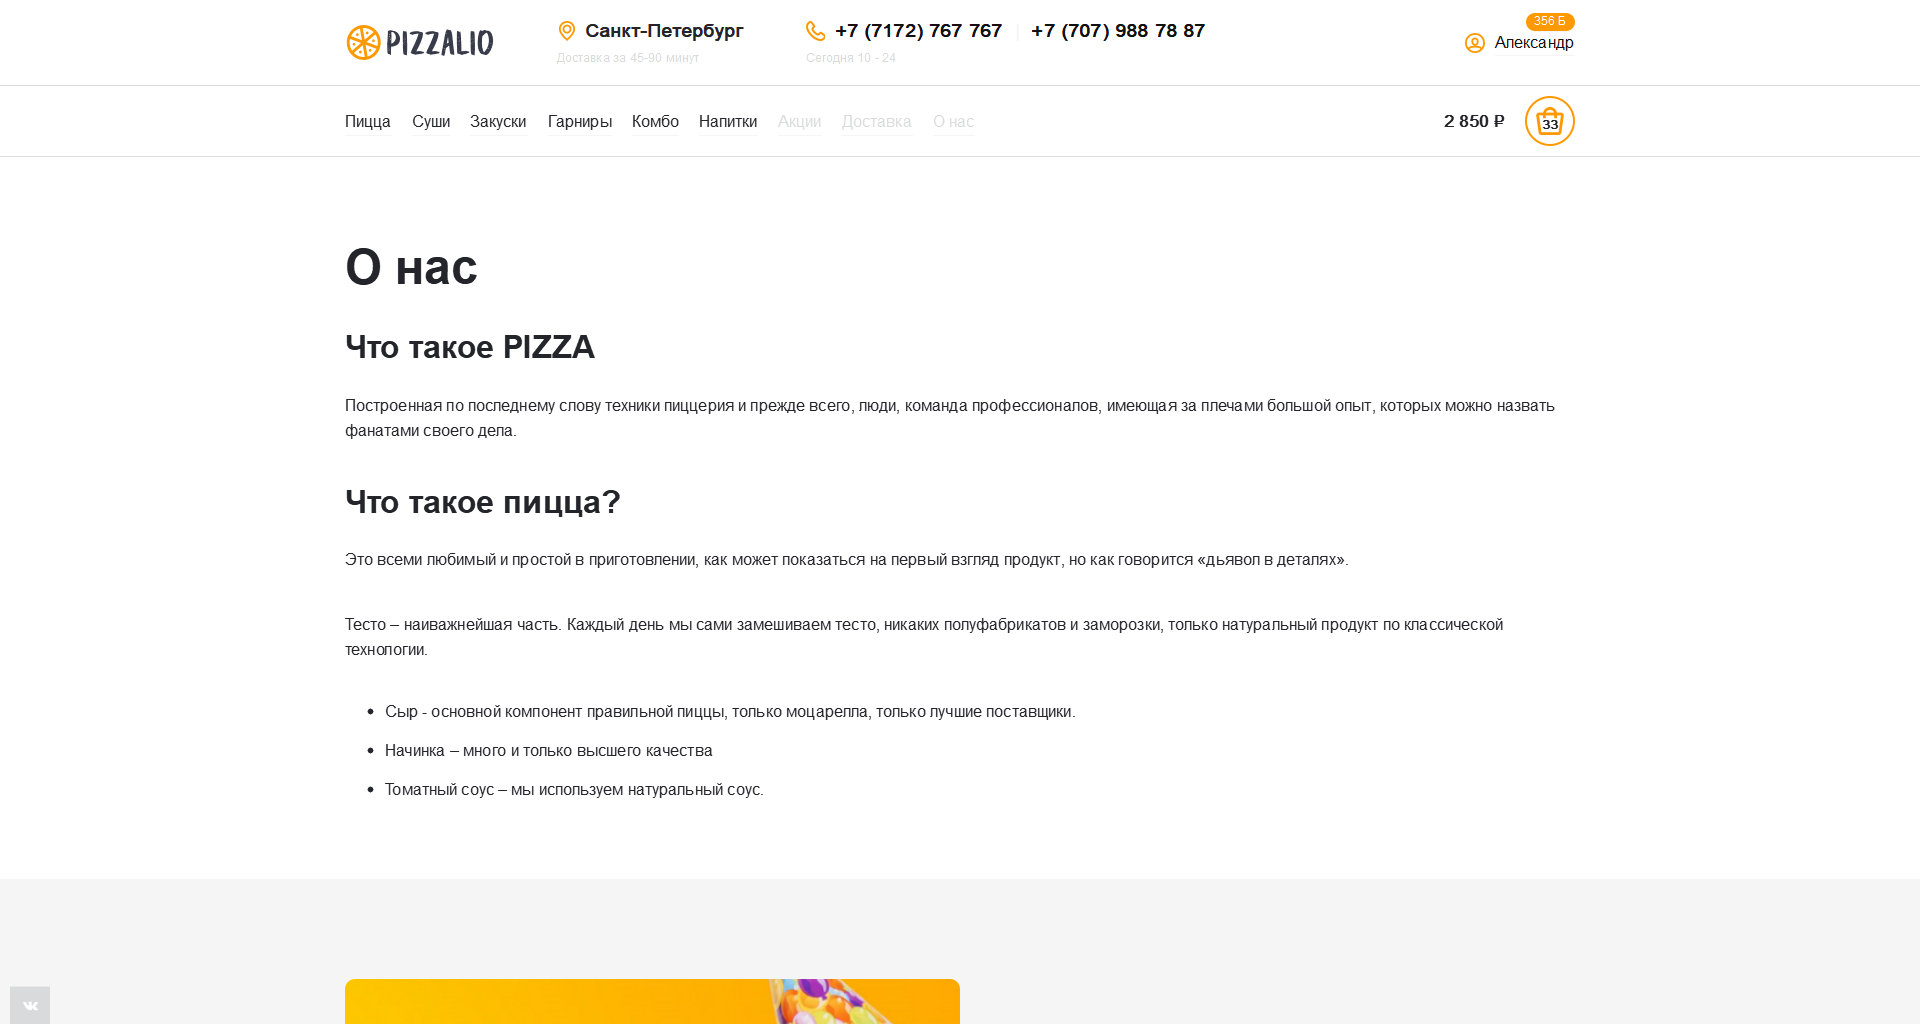 PIZZALIO
Санкт-Петербург
Доставка за 45-90 минут
+7 (7172) 767 767 | +7 (707) 988 78 87
Сегодня 10 - 24
356 Б
Александр
Пицца Суши Закуски Гарниры Комбо Напитки Акции Доставка О нас
2 850 ₽
33
О нас
Что такое PIZZA
Построенная по последнему слову техники пиццерия и прежде всего, люди, команда профессионалов, имеющая за плечами большой опыт, которых можно назвать
фанатами своего дела.
Что такое пицца?
Это всеми любимый и простой в приготовлении, как может показаться на первый взгляд продукт, но как говорится «дьявол в деталях».
Тесто – наиважнейшая часть. Каждый день мы сами замешиваем тесто, никаких полуфабрикатов и заморозки, только натуральный продукт по классической
технологии.
• Сыр - основной компонент правильной пиццы, только моцарелла, только лучшие поставщики.
• Начинка – много и только высшего качества
• Томатный соус – мы используем натуральный соус.